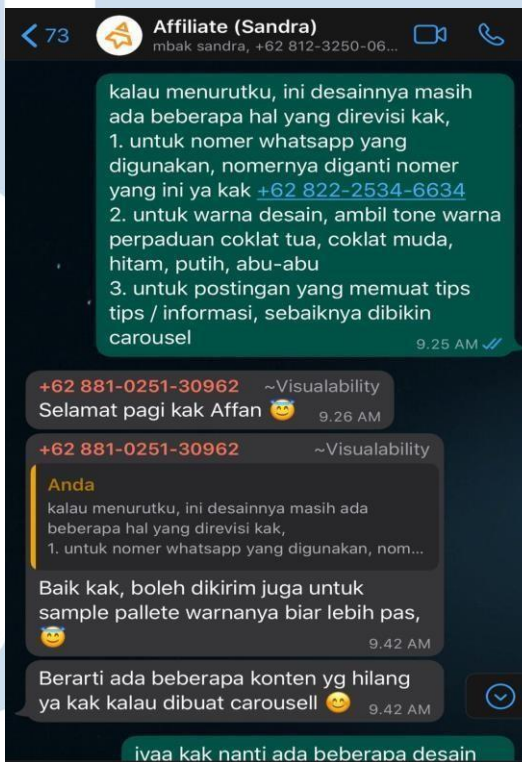 73
Affiliate (Sandra)
mbak sandra, +62 812-3250-06...
kalau menurutku, ini desainnya masih
ada beberapa hal yang direvisi kak,
1. untuk nomer whatsapp yang
digunakan, nomernya diganti nomer
yang ini ya kak +62 822-2534-6634
2. untuk warna desain, ambil tone warna
perpaduan coklat tua, coklat muda,
hitam, putih, abu-abu
3. untuk postingan yang memuat tips
tips / informasi, sebaiknya dibikin
carousel
9.25 AM
+62 881-0251-30962 ~Visualability
Selamat pagi kak Affan 😇
9.26 AM
+62 881-0251-30962 ~Visualability
Anda
kalau menurutku, ini desainnya masih ada
beberapa hal yang direvisi kak,
1. untuk nomer whatsapp yang digunakan, nom...
Baik kak, boleh dikirim juga untuk
sample pallete warnanya biar lebih pas,
😇
9.42 AM
Berarti ada beberapa konten yg hilang
ya kak kalau dibuat carousell 😊
9.42 AM
iyaa kak nanti ada beberapa desain